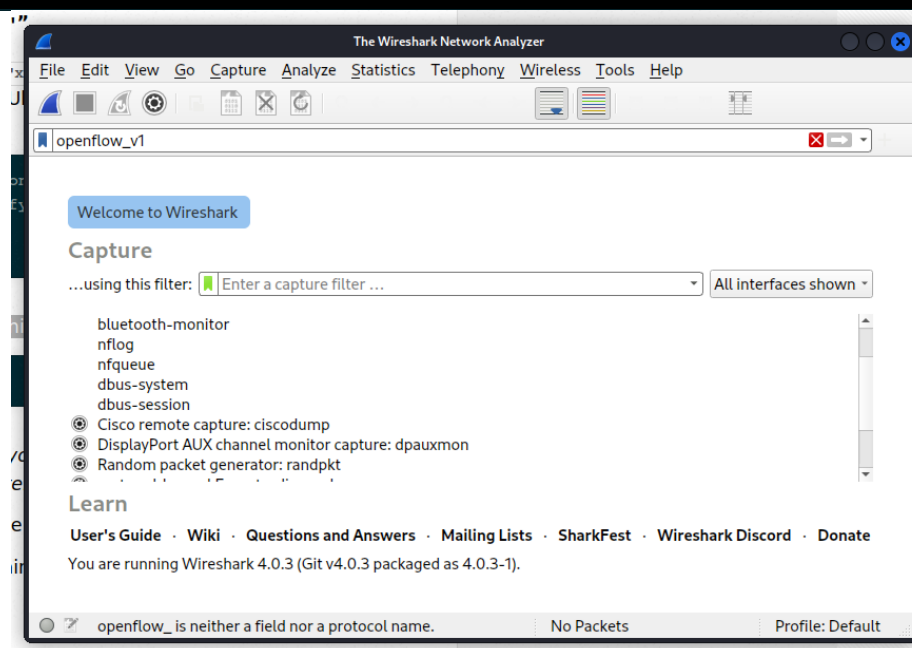 The Wireshark Network Analyzer
File Edit View Go Capture Analyze Statistics Telephony Wireless Tools Help
openflow_v1
Welcome to Wireshark
Capture
...using this filter: Enter a capture filter ... All interfaces shown
bluetooth-monitor
nflog
nfqueue
dbus-system
dbus-session
Cisco remote capture: ciscodump
DisplayPort AUX channel monitor capture: dpauxmon
Random packet generator: randpkt
Learn
User's Guide · Wiki · Questions and Answers · Mailing Lists · SharkFest · Wireshark Discord · Donate
You are running Wireshark 4.0.3 (Git v4.0.3 packaged as 4.0.3-1).
openflow_ is neither a field nor a protocol name. No Packets Profile: Default